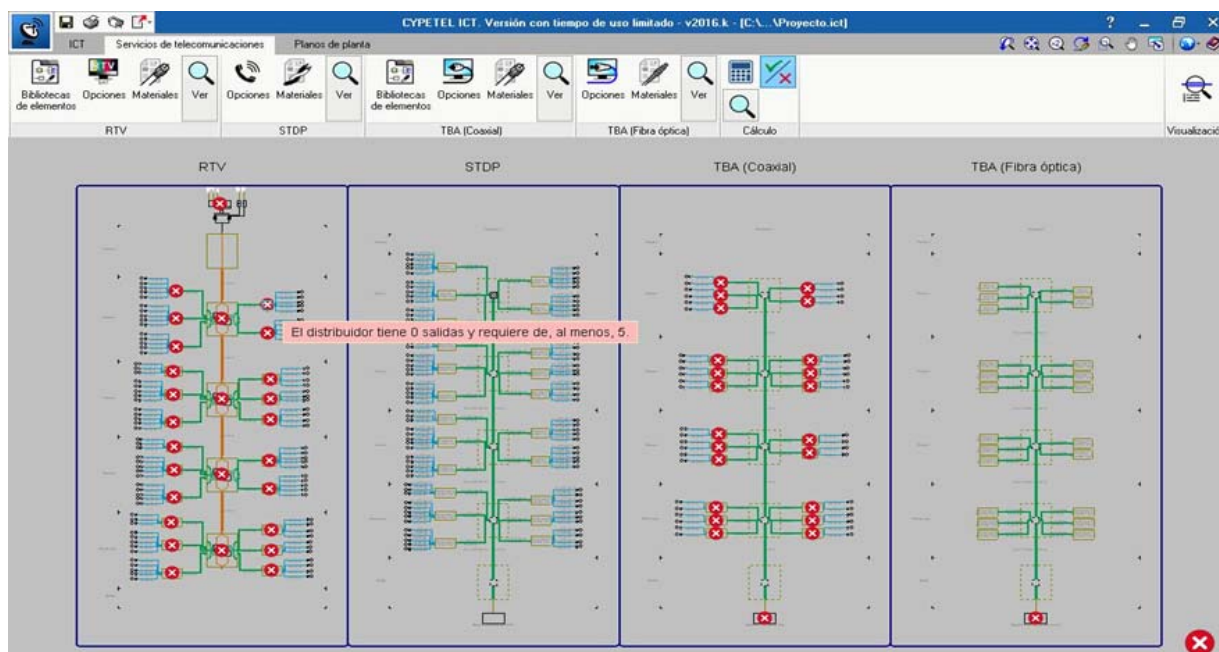 CYPETEL ICT. Versión con tiempo de uso limitado - v2016.k - [C:\...\Proyecto.ict]
ICT Servicios de telecomunicaciones Planos de planta
Bibliotecas de elementos Opciones Materiales Ver Opciones Materiales Ver Bibliotecas de elementos Opciones Materiales Ver Opciones Materiales Ver
RTV STDP TBA (Coaxial) TBA (Fibra óptica) Cálculo Visualizació
RTV STDP TBA (Coaxial) TBA (Fibra óptica)
El distribuidor tiene 0 salidas y requiere de, al menos, 5.